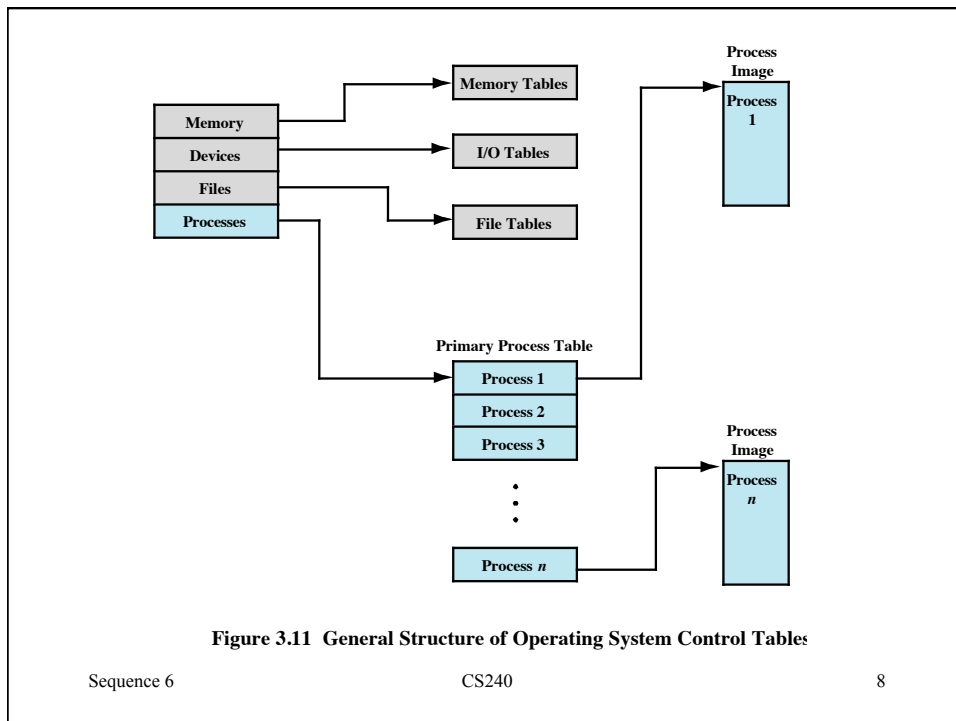 Process
Image
Process
1
Memory Tables
Memory
Devices
Files
Processes
I/O Tables
File Tables
Primary Process Table
Process 1
Process 2
Process 3
Process n
Process
Image
Process
n
Figure 3.11 General Structure of Operating System Control Tables
Sequence 6
CS240
8